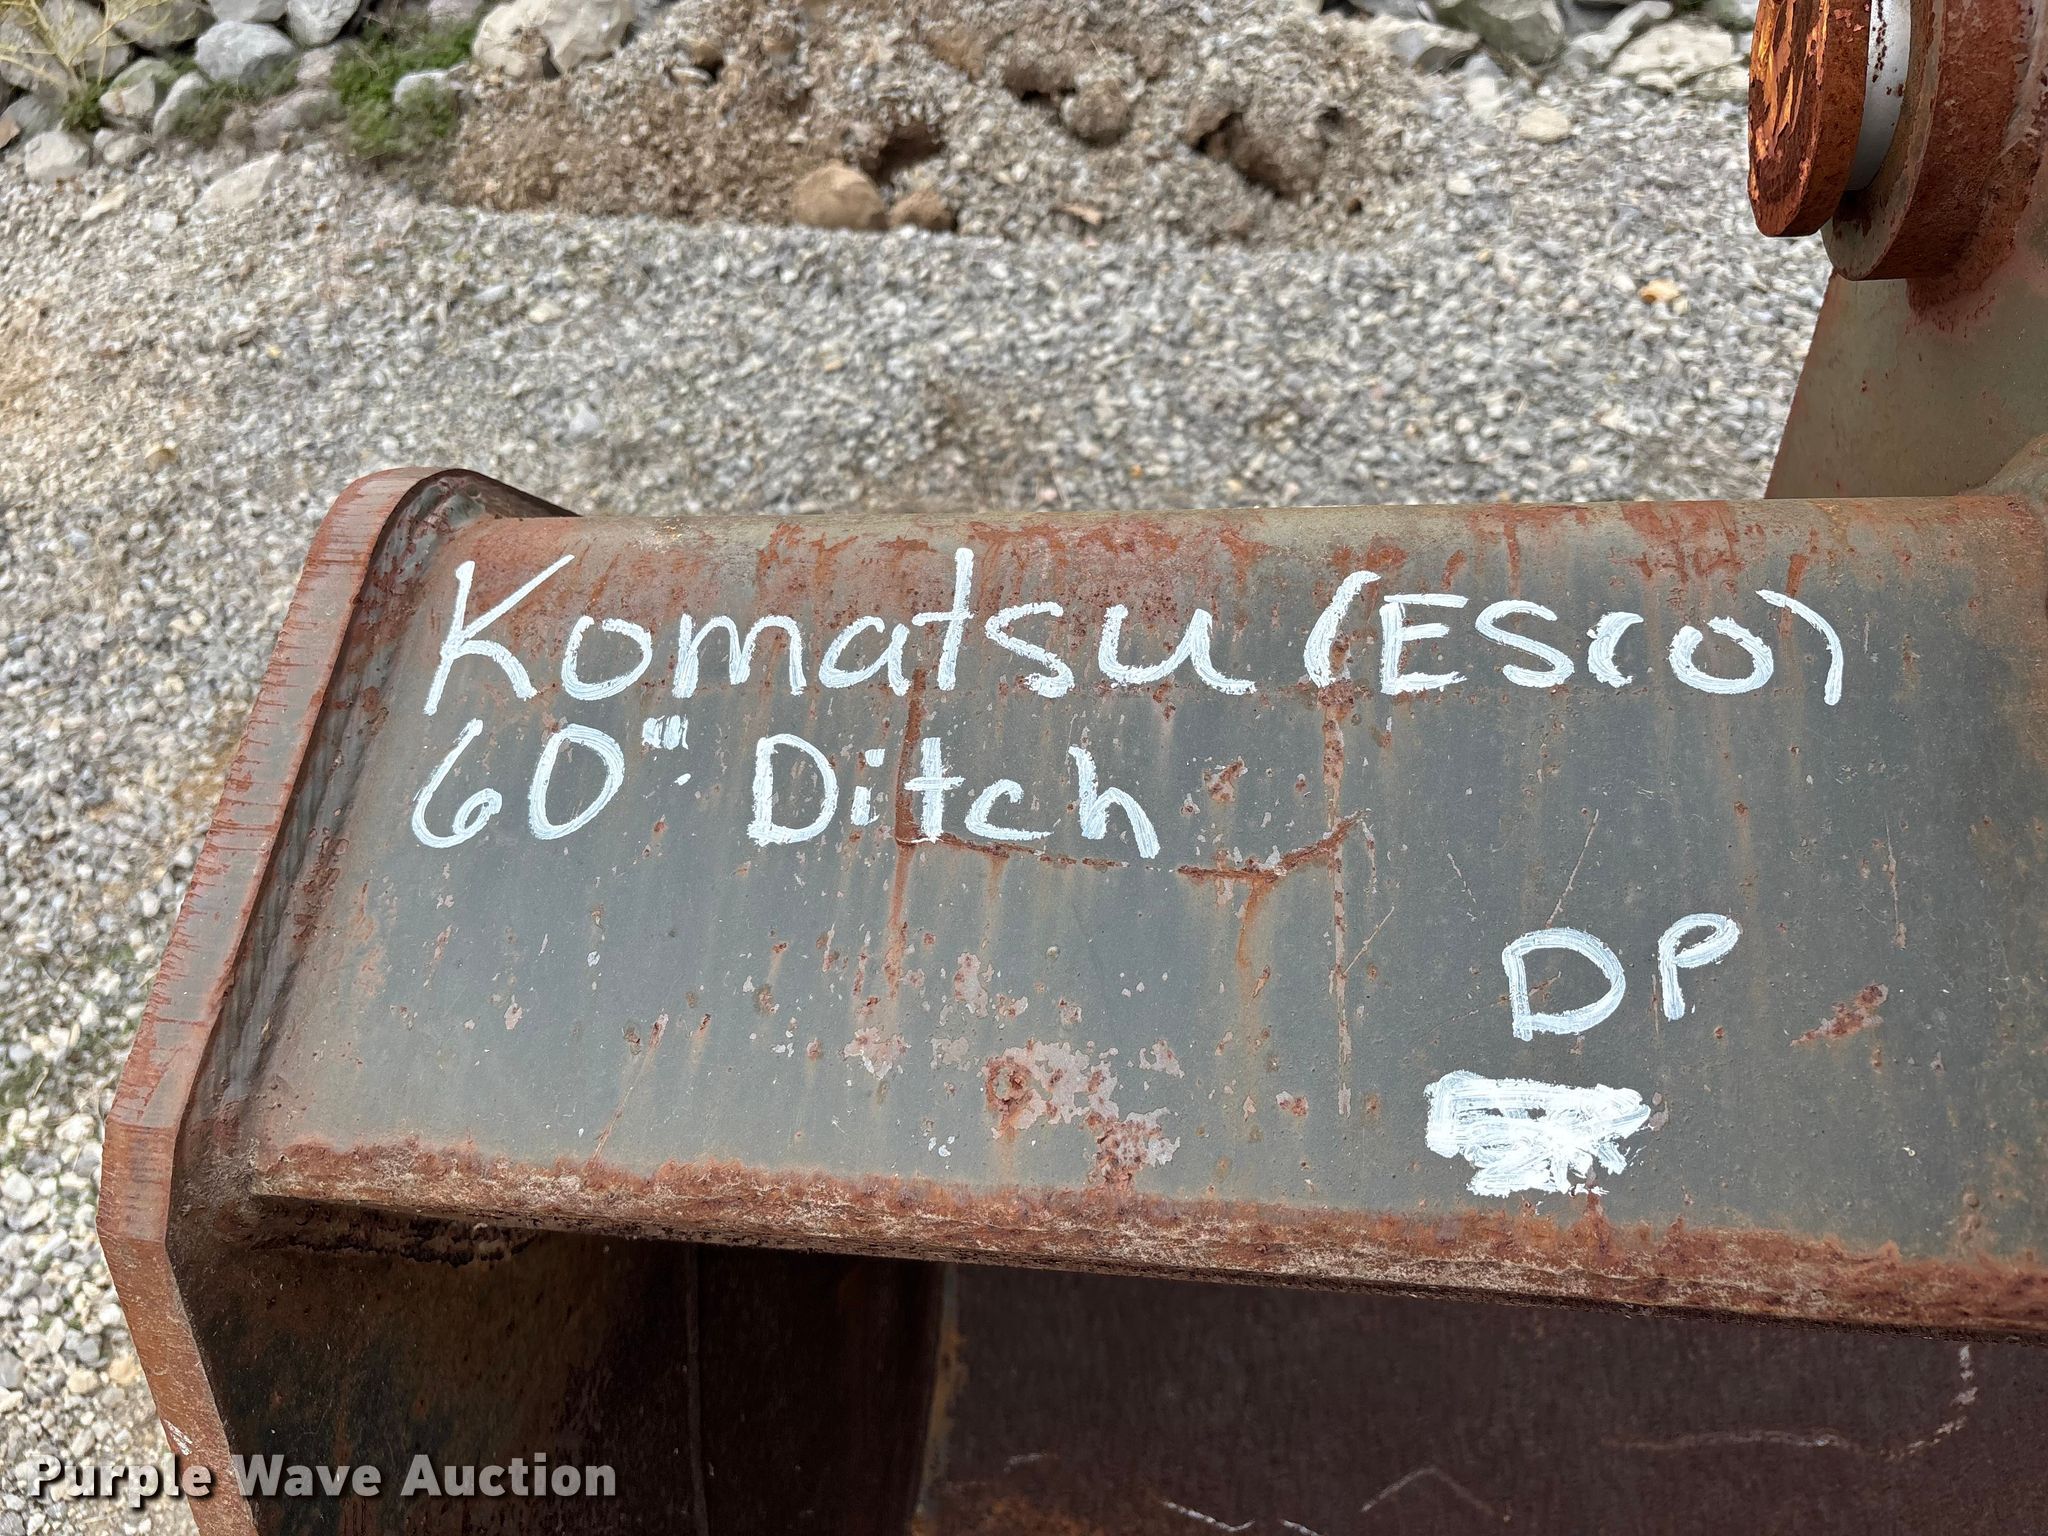 Komatsu (ESCO)
60" Ditch
DP
Purple Wave Auction